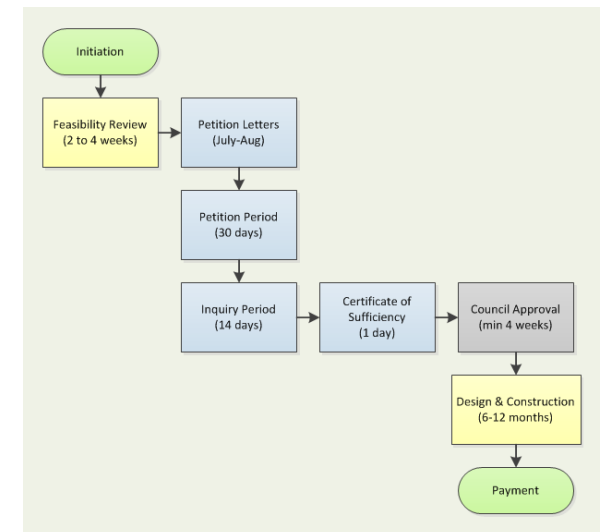 Initiation
Feasibility Review
(2 to 4 weeks)
Petition Letters
(July-Aug)
Petition Period
(30 days)
Inquiry Period
(14 days)
Certificate of
Sufficiency
(1 day)
Council Approval
(min 4 weeks)
Design & Construction
(6-12 months)
Payment